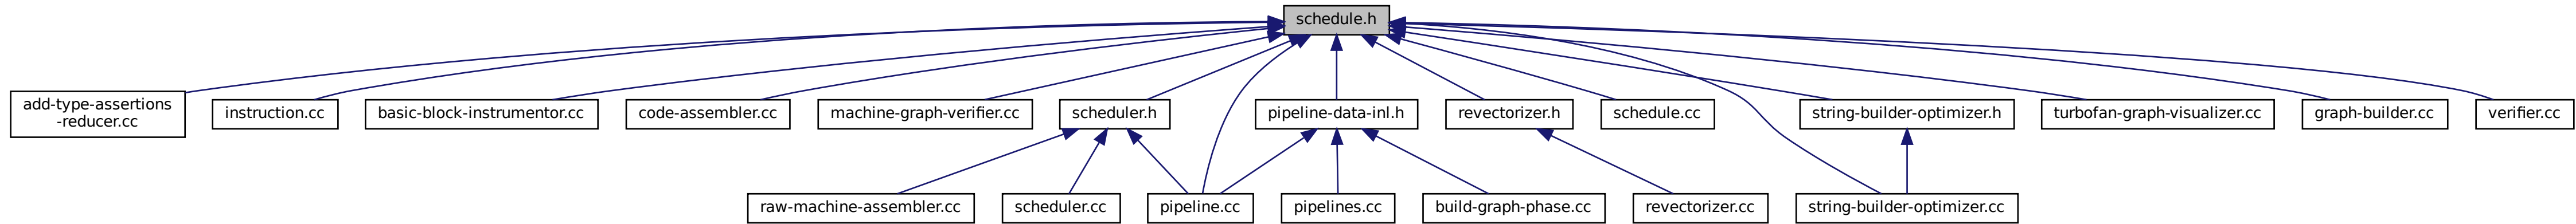 schedule.h
add-type-assertions
-reducer.cc
instruction.cc
basic-block-instrumentor.cc
code-assembler.cc
machine-graph-verifier.cc
scheduler.h
pipeline-data-inl.h
revectorizer.h
schedule.cc
string-builder-optimizer.h
turbofan-graph-visualizer.cc
graph-builder.cc
verifier.cc
raw-machine-assembler.cc
scheduler.cc
pipeline.cc
pipelines.cc
build-graph-phase.cc
revectorizer.cc
string-builder-optimizer.cc